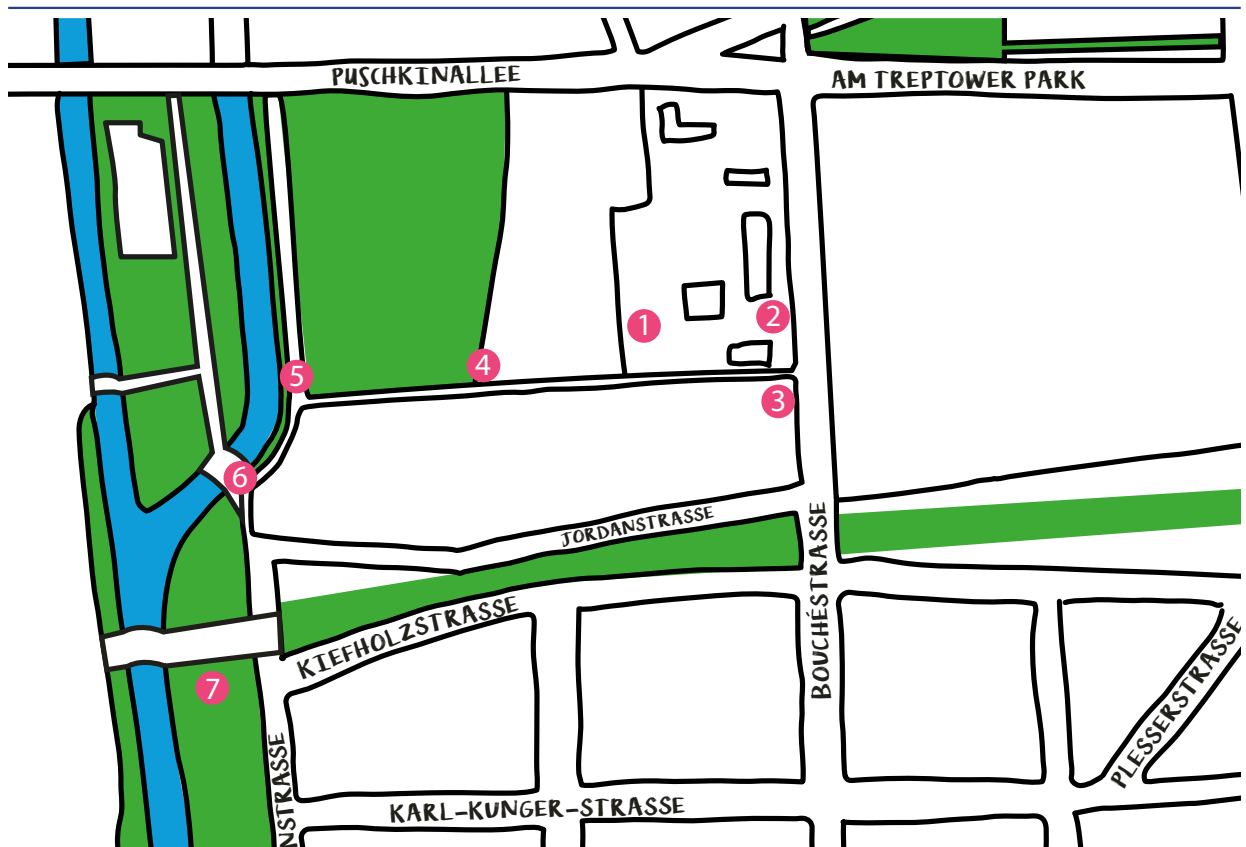 PUSCHKINALLEE
AM TREPTOWER PARK
1
2
4
5
3
6
JORDANSTRASSE
BOUCHÉSTRASSE
KIEFHOLZSTRASSE
PLESSERSTRASSE
7
NSTRASSE
KARL-KUNGER-STRASSE